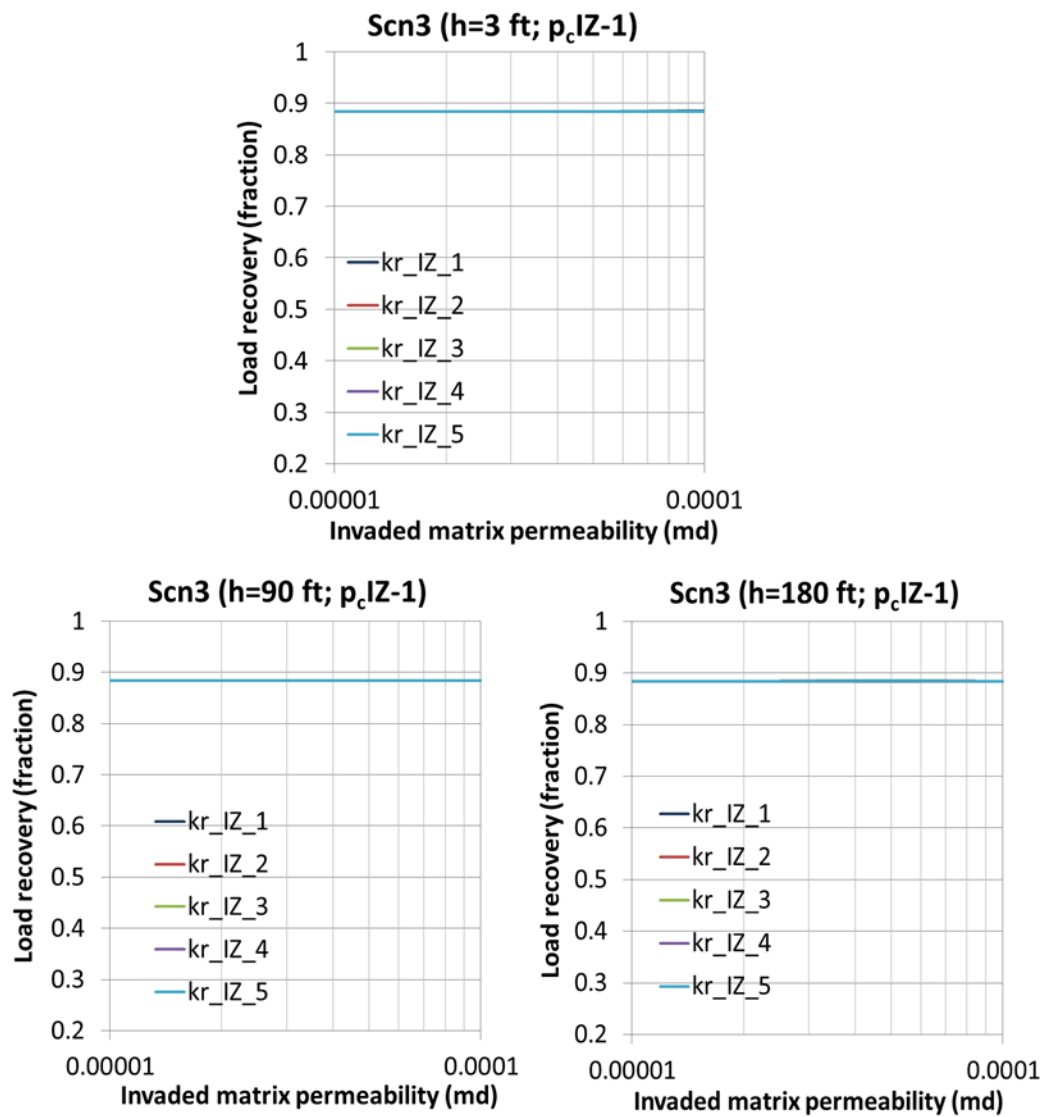 Scn3 (h=3 ft; pcIZ-1)
1
0.9
0.8
0.7
0.6
0.5
0.4
0.3
0.2
Load recovery (fraction)
kr_IZ_1
kr_IZ_2
kr_IZ_3
kr_IZ_4
kr_IZ_5
0.00001 0.0001
Invaded matrix permeability (md)
Scn3 (h=90 ft; pcIZ-1)
1
0.9
0.8
0.7
0.6
0.5
0.4
0.3
0.2
Load recovery (fraction)
kr_IZ_1
kr_IZ_2
kr_IZ_3
kr_IZ_4
kr_IZ_5
0.00001 0.0001
Invaded matrix permeability (md)
Scn3 (h=180 ft; pcIZ-1)
1
0.9
0.8
0.7
0.6
0.5
0.4
0.3
0.2
Load recovery (fraction)
kr_IZ_1
kr_IZ_2
kr_IZ_3
kr_IZ_4
kr_IZ_5
0.00001 0.0001
Invaded matrix permeability (md)